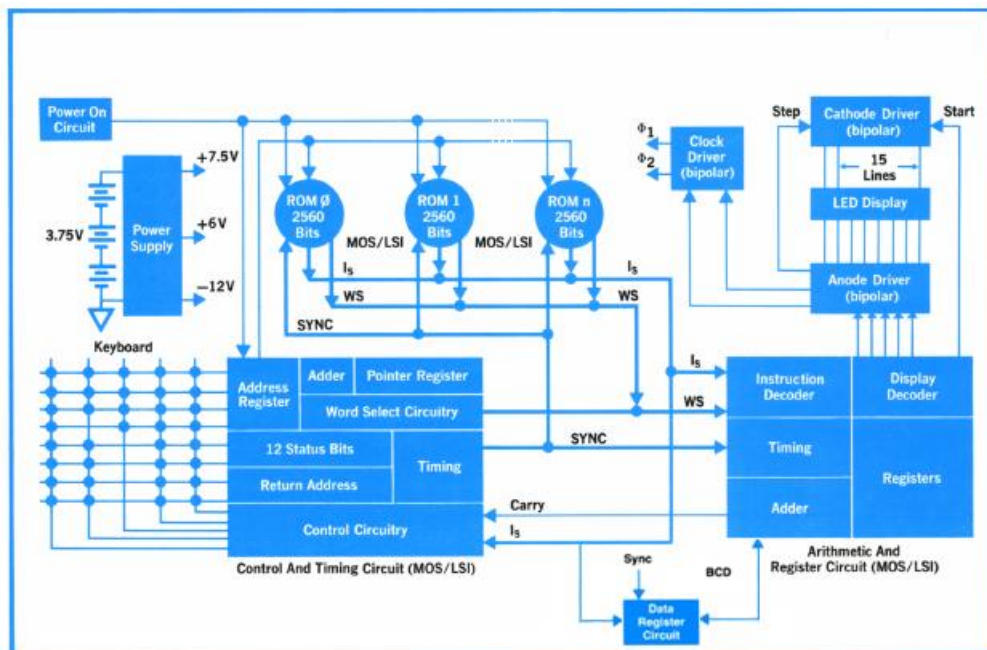 Power On
Circuit
+7.5V
3.75V
Power
Supply
+6V
−12V
ROM Ø
2560
Bits
ROM 1
2560
Bits
ROM n
2560
Bits
MOS/LSI
MOS/LSI
I_S
I_S
WS
WS
SYNC
Φ1
Φ2
Clock
Driver
(bipolar)
Step
Cathode Driver
(bipolar)
Start
15
Lines
LED Display
Anode Driver
(bipolar)
Keyboard
Address
Register
Adder
Pointer Register
Word Select Circuitry
12 Status Bits
Return Address
Timing
Control Circuitry
Control And Timing Circuit (MOS/LSI)
I_S
WS
SYNC
Carry
I_S
Instruction
Decoder
Display
Decoder
Timing
Adder
Registers
Arithmetic And
Register Circuit (MOS/LSI)
Sync
BCD
Data
Register
Circuit